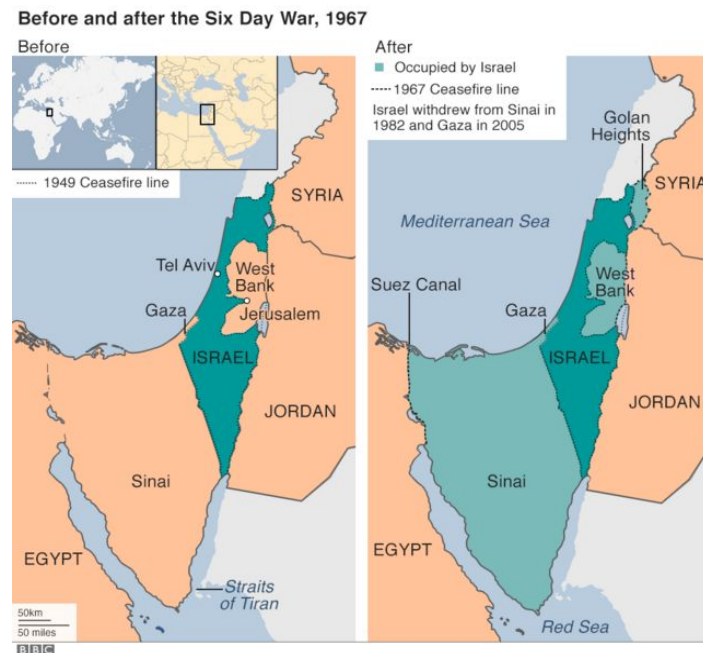 Before and after the Six Day War, 1967
Before
1949 Ceasefire line
SYRIA
Tel Aviv
West
Bank
Gaza
Jerusalem
ISRAEL
JORDAN
Sinai
EGYPT
Straits
of Tiran
50km
50 miles
After
Occupied by Israel
1967 Ceasefire line
Israel withdrew from Sinai in
1982 and Gaza in 2005
Golan
Heights
SYRIA
Mediterranean Sea
West
Bank
Suez Canal
Gaza
ISRAEL
JORDAN
Sinai
EGYPT
Red Sea
BBC